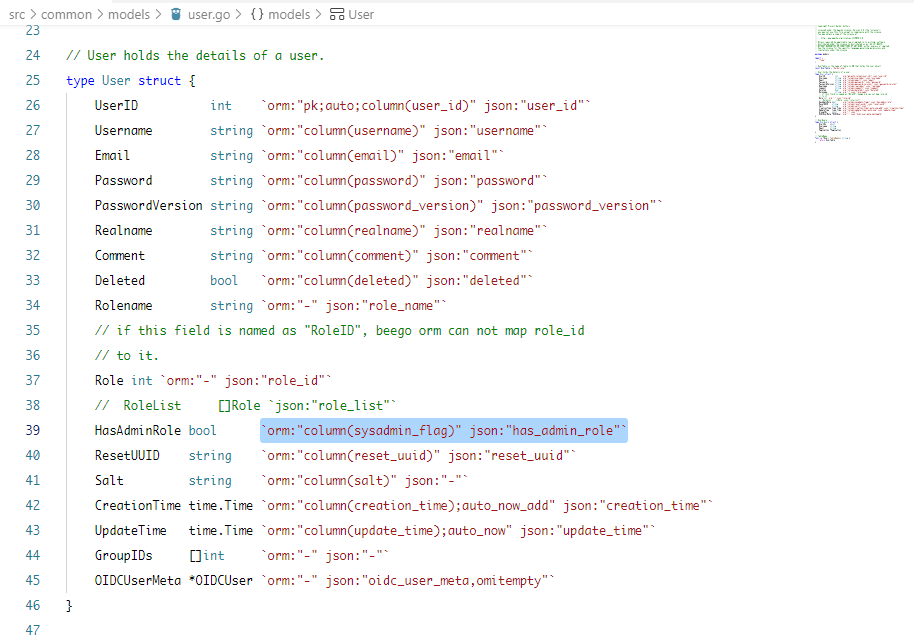 src > common > models > user.go > {} models > User
23
24 // User holds the details of a user.
25 type User struct {
26 UserID int `orm:"pk;auto;column(user_id)" json:"user_id"`
27 Username string `orm:"column(username)" json:"username"`
28 Email string `orm:"column(email)" json:"email"`
29 Password string `orm:"column(password)" json:"password"`
30 PasswordVersion string `orm:"column(password_version)" json:"password_version"`
31 Realname string `orm:"column(realname)" json:"realname"`
32 Comment string `orm:"column(comment)" json:"comment"`
33 Deleted bool `orm:"column(deleted)" json:"deleted"`
34 Rolename string `orm:"-" json:"role_name"`
35 // if this field is named as "RoleID", beego orm can not map role_id
36 // to it.
37 Role int `orm:"-" json:"role_id"`
38 // RoleList []Role `json:"role_list"`
39 HasAdminRole bool `orm:"column(sysadmin_flag)" json:"has_admin_role"`
40 ResetUUID string `orm:"column(reset_uuid)" json:"reset_uuid"`
41 Salt string `orm:"column(salt)" json:"-"`
42 CreationTime time.Time `orm:"column(creation_time);auto_now_add" json:"creation_time"`
43 UpdateTime time.Time `orm:"column(update_time);auto_now" json:"update_time"`
44 GroupIDs []int `orm:"-" json:"-"`
45 OIDCUserMeta *OIDCUser `orm:"-" json:"oidc_user_meta,omitempty"`
46 }
47